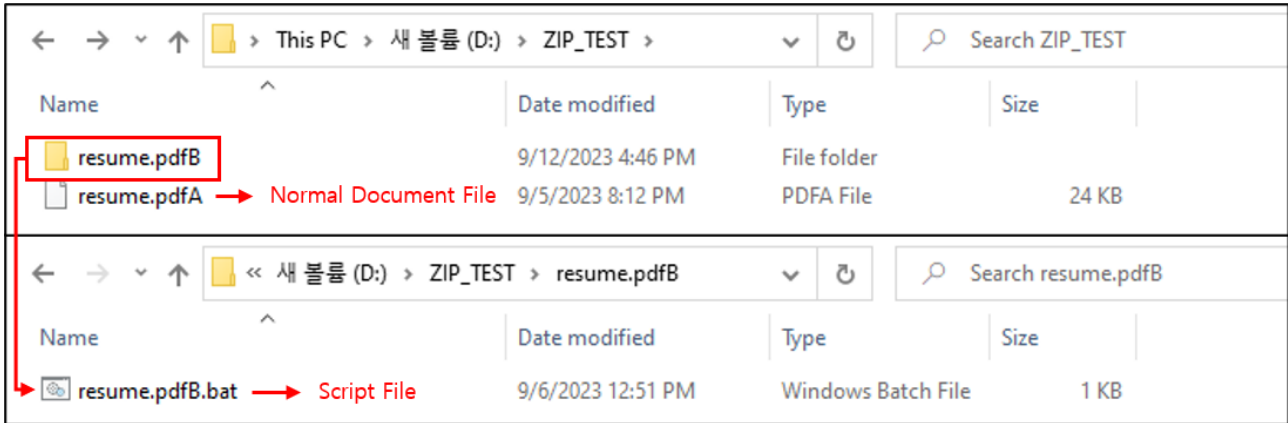 This PC > 새 볼륨 (D:) > ZIP_TEST > Search ZIP_TEST
Name Date modified Type Size
resume.pdfB 9/12/2023 4:46 PM File folder
resume.pdfA Normal Document File 9/5/2023 8:12 PM PDFA File 24 KB
« 새 볼륨 (D:) > ZIP_TEST > resume.pdfB Search resume.pdfB
Name Date modified Type Size
resume.pdfB.bat Script File 9/6/2023 12:51 PM Windows Batch File 1 KB